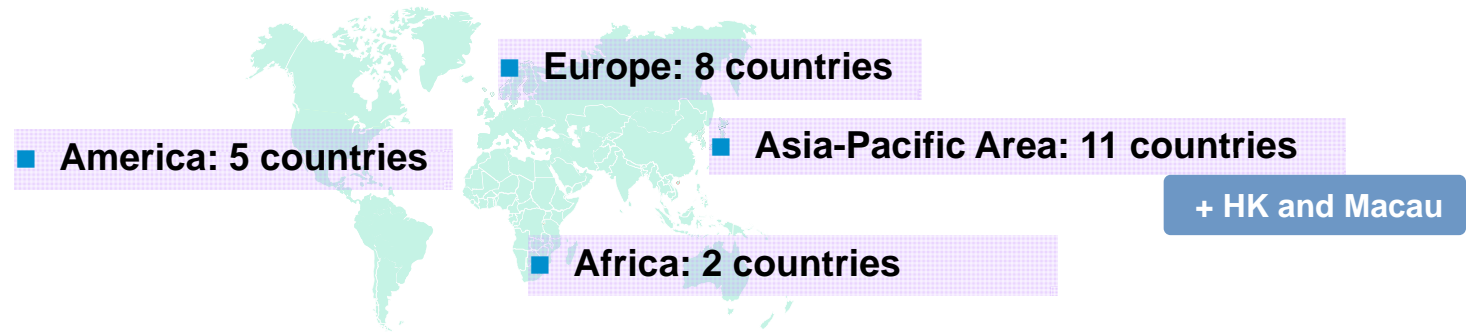 ■ Europe: 8 countries
■ America: 5 countries
■ Asia-Pacific Area: 11 countries
+ HK and Macau
■ Africa: 2 countries